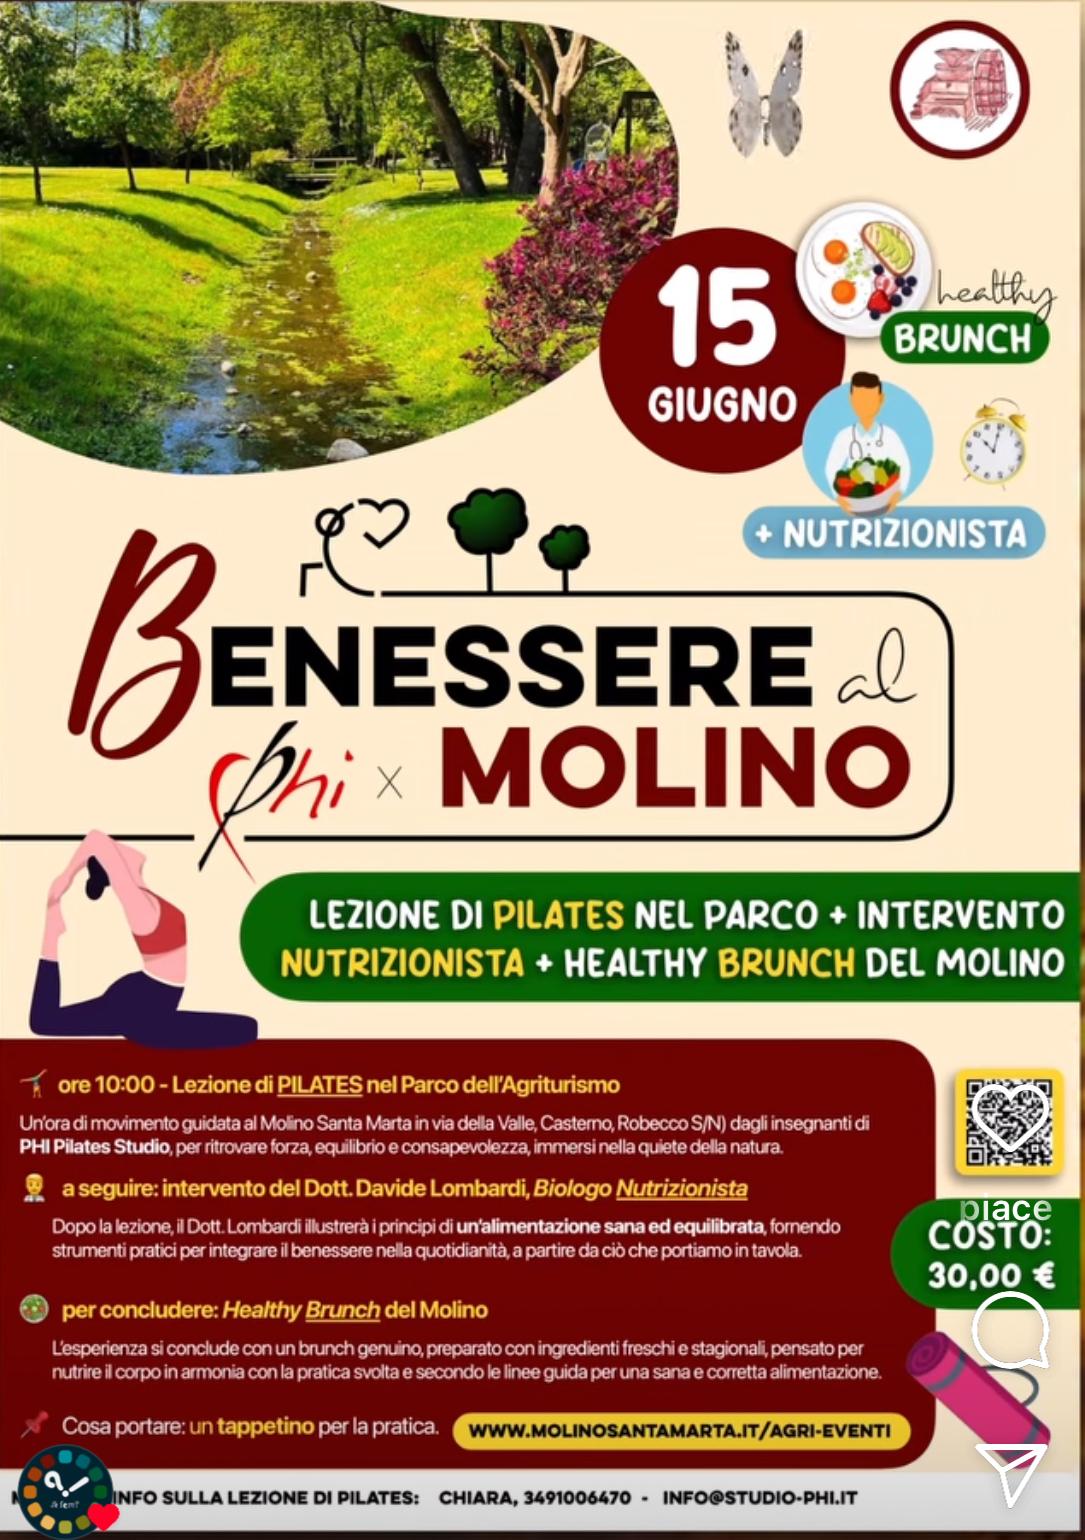 15
GIUGNO
healthy
BRUNCH
+ NUTRIZIONISTA
BENESSERE al
phi x MOLINO
LEZIONE DI PILATES NEL PARCO + INTERVENTO
NUTRIZIONISTA + HEALTHY BRUNCH DEL MOLINO
ore 10:00 - Lezione di PILATES nel Parco dell'Agriturismo
Un'ora di movimento guidata al Molino Santa Marta in via della Valle, Casterno, Robecco S/N) dagli insegnanti di
PHI Pilates Studio, per ritrovare forza, equilibrio e consapevolezza, immersi nella quiete della natura.
a seguire: intervento del Dott. Davide Lombardi, Biologo Nutrizionista
Dopo la lezione, il Dott. Lombardi illustrerà i principi di un'alimentazione sana ed equilibrata, fornendo
strumenti pratici per integrare il benessere nella quotidianità, a partire da ciò che portiamo in tavola.
piace
COSTO:
30,00 €
per concludere: Healthy Brunch del Molino
L'esperienza si conclude con un brunch genuino, preparato con ingredienti freschi e stagionali, pensato per
nutrire il corpo in armonia con la pratica svolta e secondo le linee guida per una sana e corretta alimentazione.
Cosa portare: un tappetino per la pratica.
WWW.MOLINOSANTAMARTA.IT/AGRI-EVENTI
INFO SULLA LEZIONE DI PILATES: CHIARA, 3491006470 - INFO@STUDIO-PHI.IT